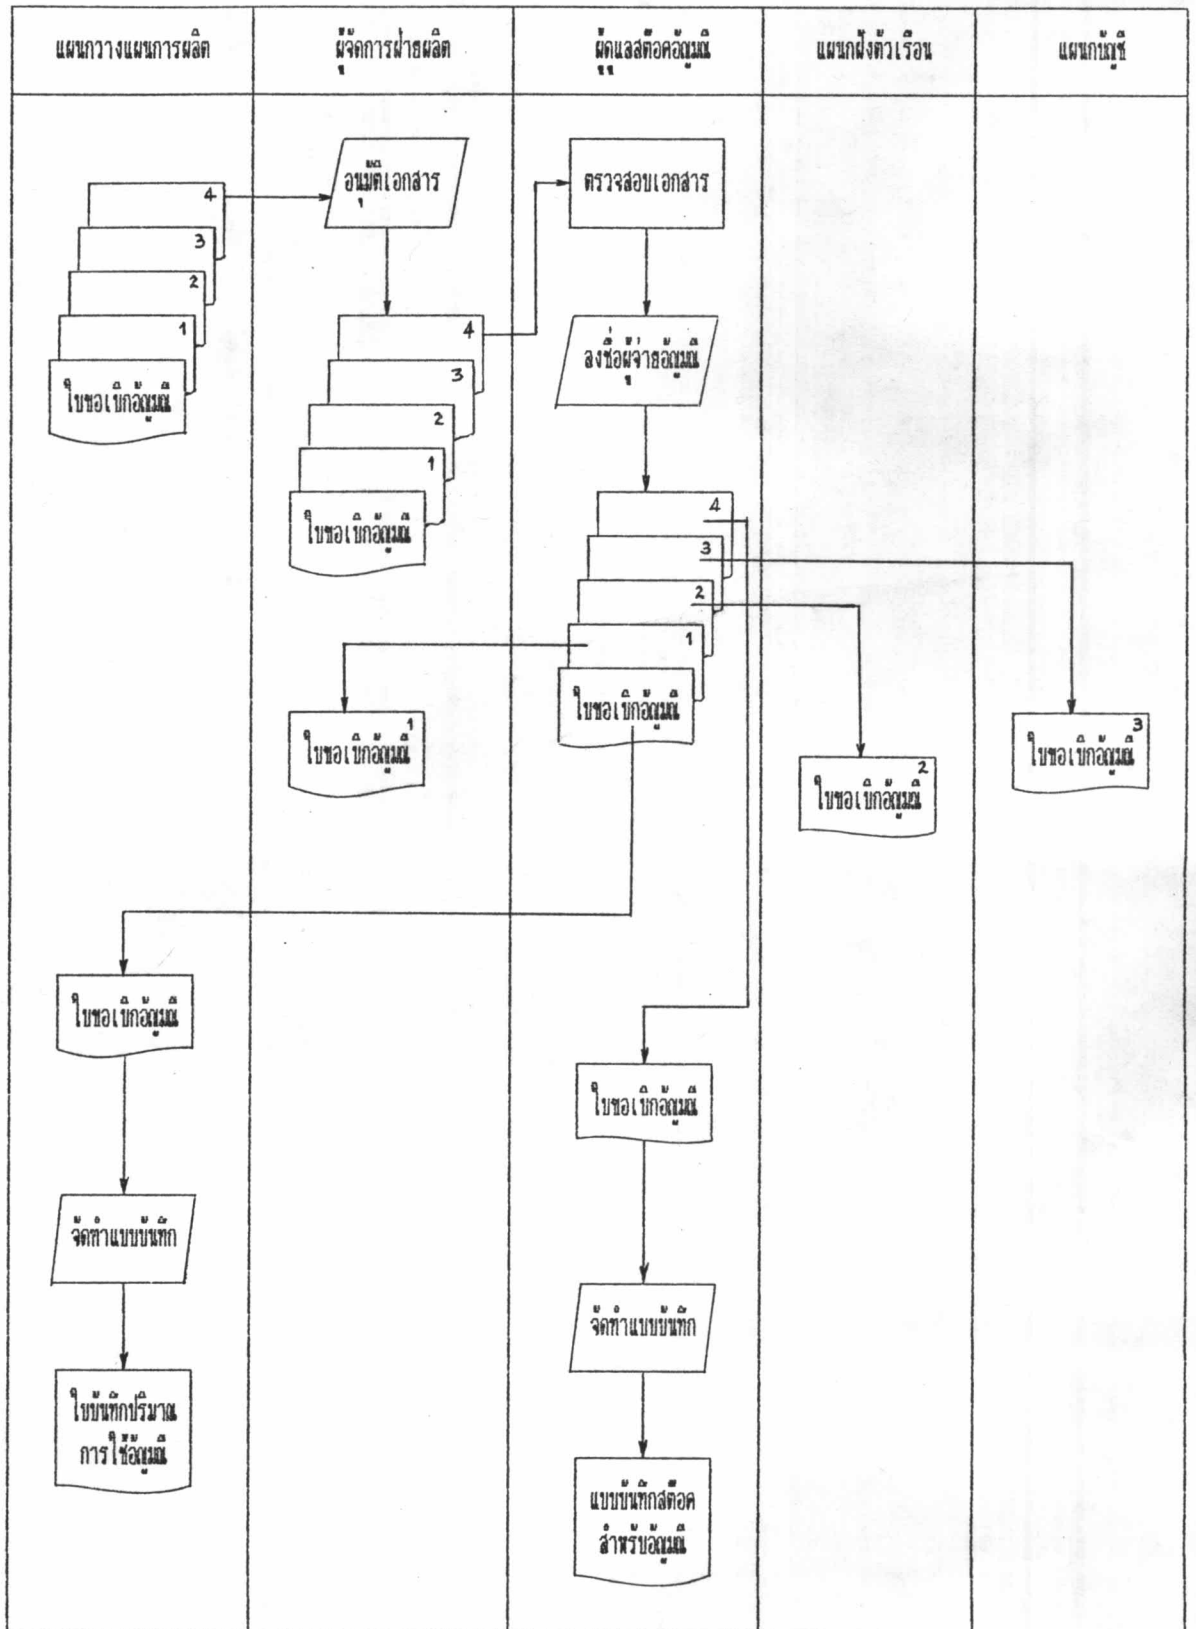 แผนกวางแผนการผลิต
ผู้จัดการฝ่ายผลิต
ผู้ดูแลสต๊อคอัญมณี
แผนกฝังตัวเรือน
แผนกบัญชี
อนุมัติเอกสาร
ตรวจสอบเอกสาร
4
3
2
1
ใบขอเบิกอัญมณี
4
3
2
1
ใบขอเบิกอัญมณี
ลงชื่อผู้จ่ายอัญมณี
4
3
2
1
ใบขอเบิกอัญมณี
1
ใบขอเบิกอัญมณี
2
ใบขอเบิกอัญมณี
3
ใบขอเบิกอัญมณี
ใบขอเบิกอัญมณี
ใบขอเบิกอัญมณี
จัดทำแบบบันทึก
จัดทำแบบบันทึก
ใบบันทึกปริมาณ
การใช้อัญมณี
แบบบันทึกสต๊อค
สำหรับอัญมณี